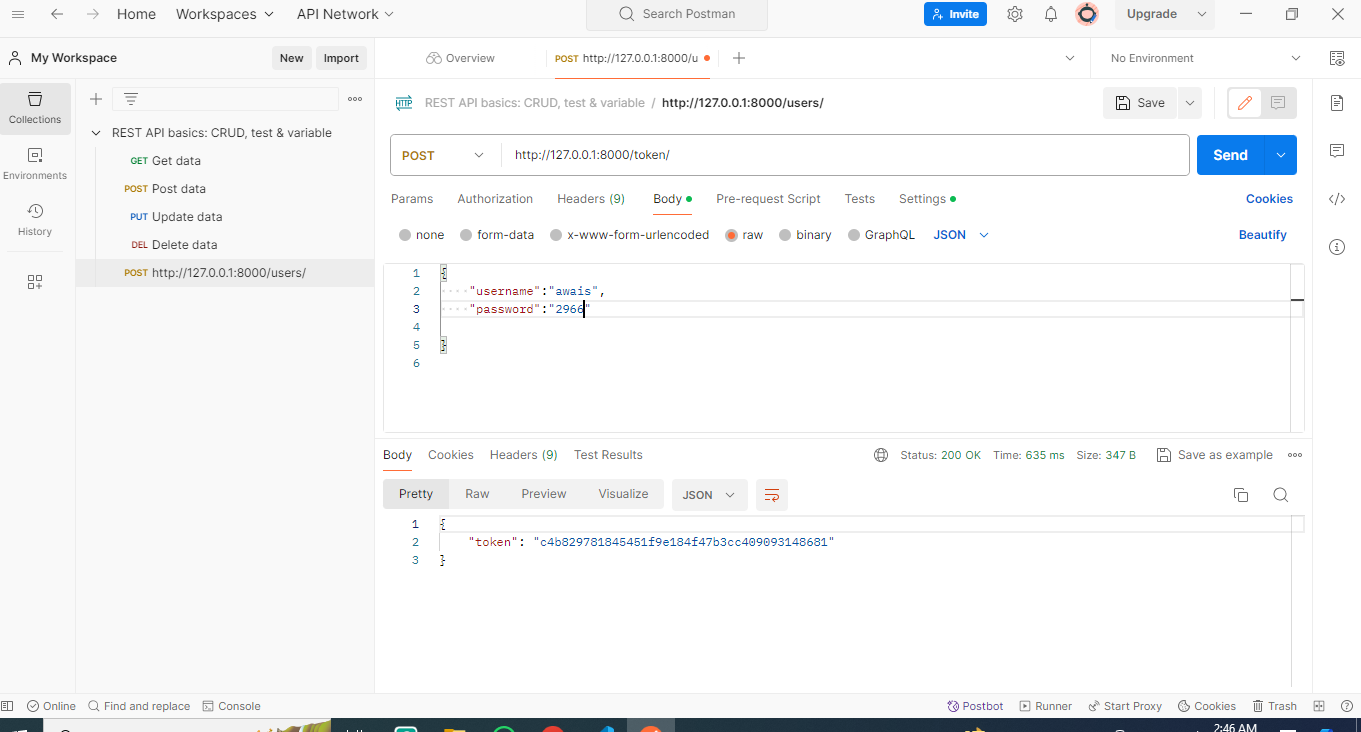 Home Workspaces API Network Search Postman Invite Upgrade
My Workspace New Import Overview POST http://127.0.0.1:8000/u No Environment
Collections
REST API basics: CRUD, test & variable / http://127.0.0.1:8000/users/ Save
REST API basics: CRUD, test & variable
GET Get data
POST Post data
PUT Update data
DEL Delete data
POST http://127.0.0.1:8000/users/
Environments
History
POST http://127.0.0.1:8000/token/ Send
Params Authorization Headers (9) Body Pre-request Script Tests Settings Cookies
none form-data x-www-form-urlencoded raw binary GraphQL JSON Beautify
1 {
2 "username":"awais",
3 "password":"2966"
4
5 }
6
Body Cookies Headers (9) Test Results Status: 200 OK Time: 635 ms Size: 347 B Save as example
Pretty Raw Preview Visualize JSON
1 {
2 "token": "c4b829781845451f9e184f47b3cc409093148681"
3 }
Online Find and replace Console Postbot Runner Start Proxy Cookies Trash
2:46 AM